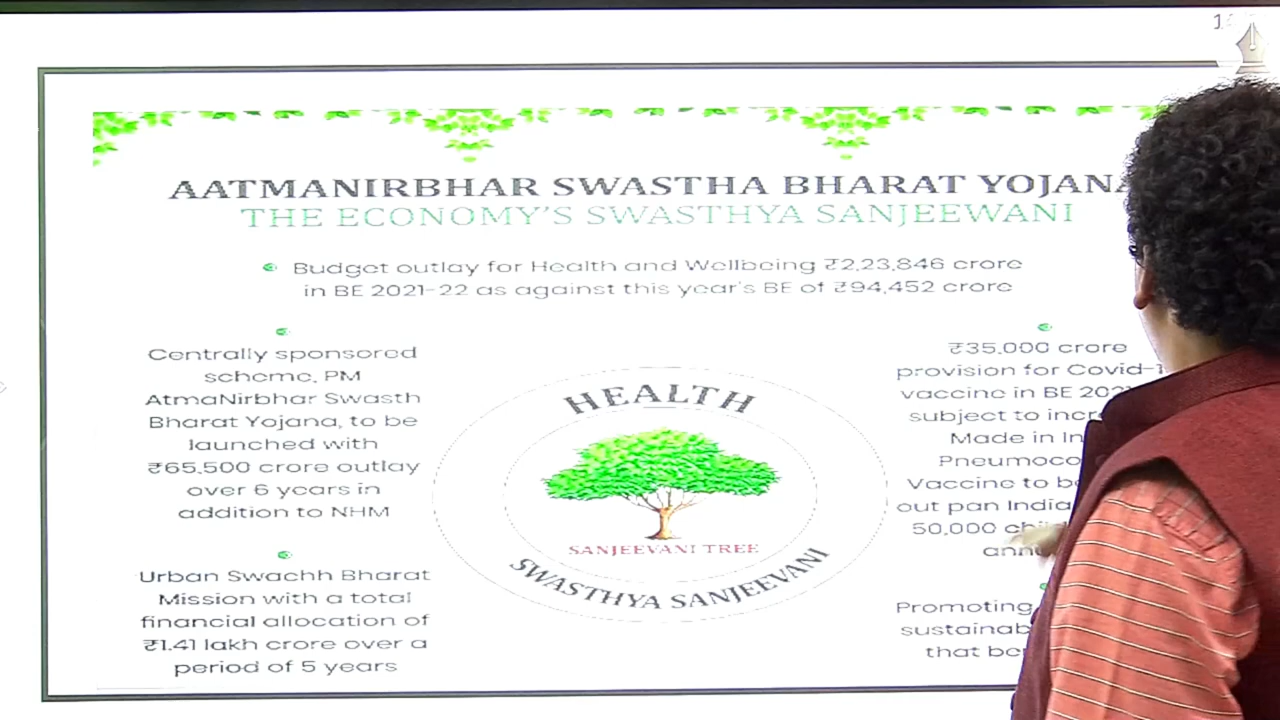 AATMANIRBHAR SWASTHA BHARAT YOJANA
THE ECONOMY'S SWASTHYA SANJEEWANI
Budget outlay for Health and Wellbeing ₹2,23,846 crore
in BE 2021-22 as against this year's BE of ₹94,452 crore
Centrally sponsored
scheme, PM
AtmaNirbhar Swasth
Bharat Yojana, to be
launched with
₹65,500 crore outlay
over 6 years in
addition to NHM
Urban Swachh Bharat
Mission with a total
financial allocation of
₹1.41 lakh crore over a
period of 5 years
HEALTH
SANJEEVANI TREE
SWASTHYA SANJEEVANI
₹35,000 crore
provision for
vaccine in BE
subject to
Made in
Vaccine to
out pan India
50,000
Promoting
that